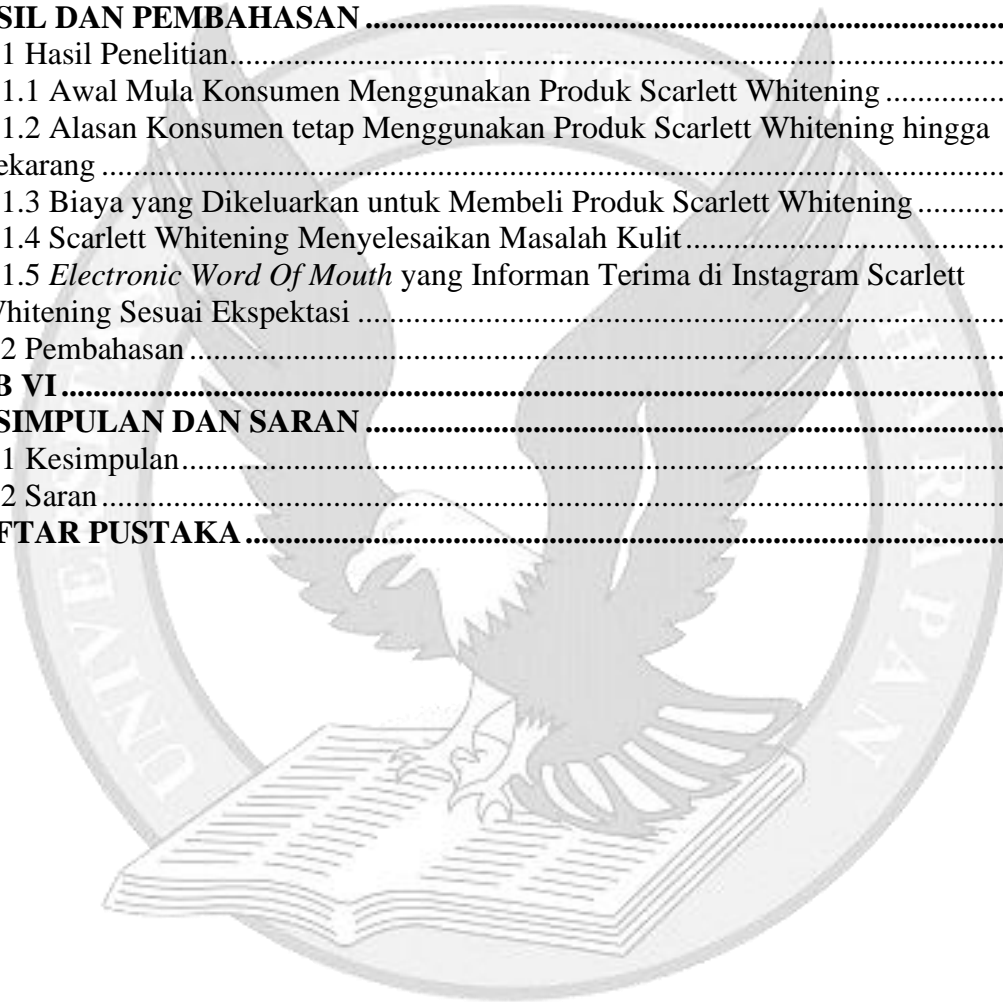 SIL DAN PEMBAHASAN
1 Hasil Penelitian
1.1 Awal Mula Konsumen Menggunakan Produk Scarlett Whitening
1.2 Alasan Konsumen tetap Menggunakan Produk Scarlett Whitening hingga
ekarang
1.3 Biaya yang Dikeluarkan untuk Membeli Produk Scarlett Whitening
1.4 Scarlett Whitening Menyelesaikan Masalah Kulit
1.5 Electronic Word Of Mouth yang Informan Terima di Instagram Scarlett
Whitening Sesuai Ekspektasi
2 Pembahasan
B VI
SIMPULAN DAN SARAN
1 Kesimpulan
2 Saran
FTAR PUSTAKA